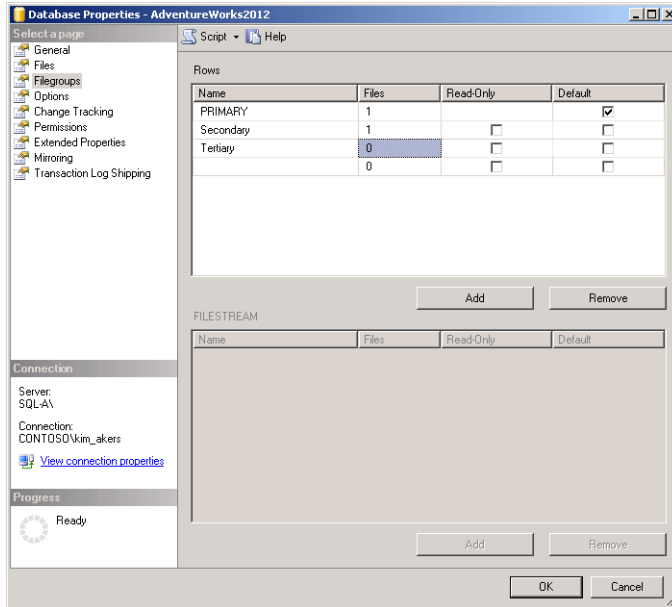 Database Properties - AdventureWorks2012
Select a page
General
Files
Filegroups
Options
Change Tracking
Permissions
Extended Properties
Mirroring
Transaction Log Shipping
Script Help
Rows
Name Files Read-Only Default
PRIMARY 1
Secondary 1
Tertiary 0
0
Add Remove
FILESTREAM
Name Files Read-Only Default
Add Remove
Connection
Server:
SQL-A\
Connection:
CONTOSO\kim_akers
View connection properties
Progress
Ready
OK Cancel